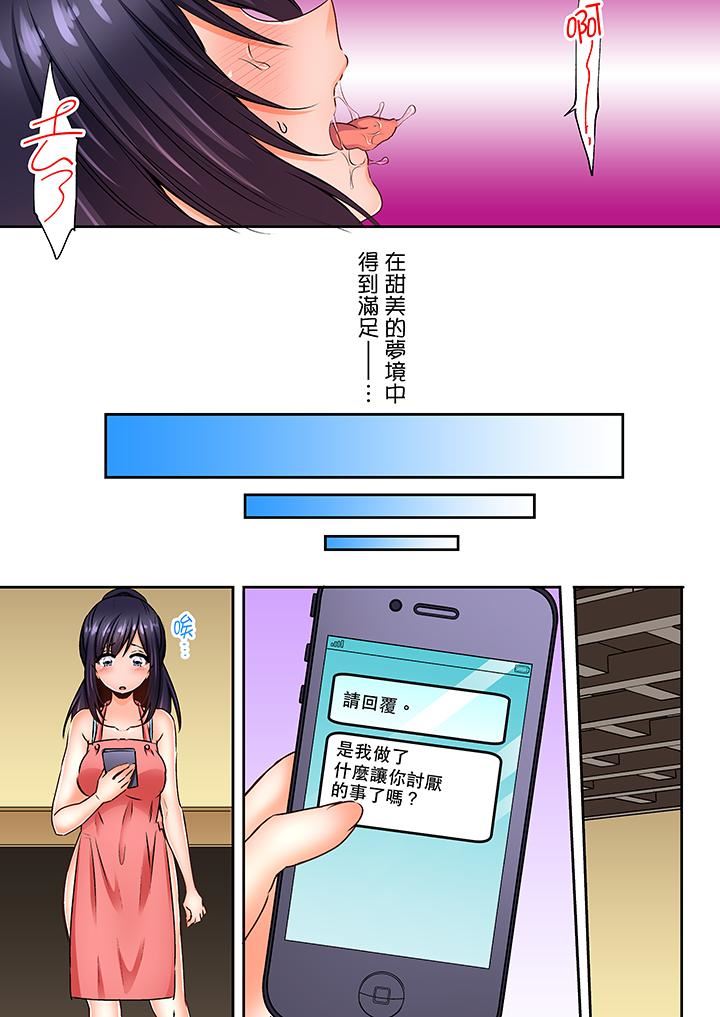 啊～
去了
在甜美的夢境中
得到滿足——…
請回覆。
是我做了
什麼讓你討厭
的事了嗎？
唉…